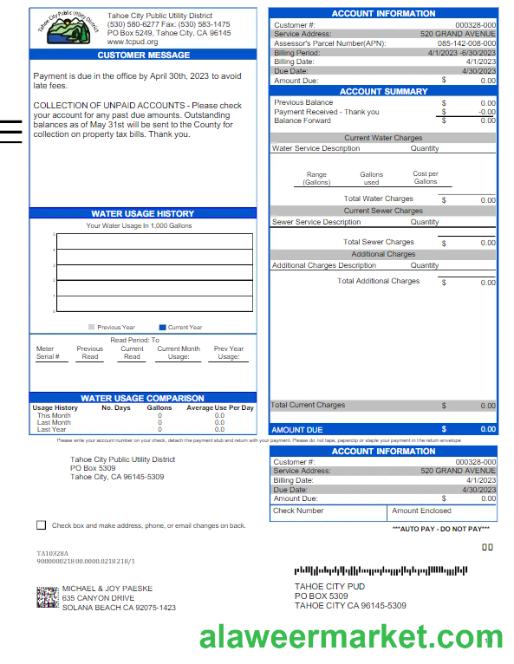 Tahoe City Public Utility District
(530) 580-6277 Fax: (530) 583-1475
PO Box 5249, Tahoe City, CA 96145
www.tcpud.org
CUSTOMER MESSAGE
Payment is due in the office by April 30th, 2023 to avoid
late fees.
COLLECTION OF UNPAID ACCOUNTS - Please check
your account for any past due amounts. Outstanding
balances as of May 31st will be sent to the County for
collection on property tax bills. Thank you.
WATER USAGE HISTORY
Your Water Usage In 1,000 Gallons
5
4
3
2
1
0
Previous Year Current Year
Read Period: To
Meter Serial # Previous Read Current Read Current Month Usage: Prev Year Usage:
WATER USAGE COMPARISON
Usage History No. Days Gallons Average Use Per Day
This Month 0 0.0
Last Month 0 0.0
Last Year 0 0.0
ACCOUNT INFORMATION
Customer #: 000328-000
Service Address: 520 GRAND AVENUE
Assessor's Parcel Number(APN): 085-142-008-000
Billing Period: 4/1/2023 -6/30/2023
Billing Date: 4/1/2023
Due Date: 4/30/2023
Amount Due: $ 0.00
ACCOUNT SUMMARY
Previous Balance $ 0.00
Payment Received - Thank you $ -0.00
Balance Forward $ 0.00
Current Water Charges
Water Service Description Quantity
Range (Gallons) Gallons used Cost per Gallons
Total Water Charges $ 0.00
Current Sewer Charges
Sewer Service Description Quantity
Total Sewer Charges $ 0.00
Additional Charges
Additional Charges Description Quantity
Total Additional Charges $ 0.00
Total Current Charges $ 0.00
AMOUNT DUE $ 0.00
Please write your account number on your check, detach the payment stub and return with your payment. Please do not tape, paperclip or staple your payment in the return envelope
Tahoe City Public Utility District
PO Box 5309
Tahoe City, CA 96145-5309
Check box and make address, phone, or email changes on back.
ACCOUNT INFORMATION
Customer #: 000328-000
Service Address: 520 GRAND AVENUE
Billing Date: 4/1/2023
Due Date: 4/30/2023
Amount Due: $ 0.00
Check Number Amount Enclosed
***AUTO PAY - DO NOT PAY***
TA10328A
MICHAEL & JOY PAESKE
635 CANYON DRIVE
SOLANA BEACH CA 92075-1423
TAHOE CITY PUD
PO BOX 5309
TAHOE CITY CA 96145-5309
alaweermarket.com